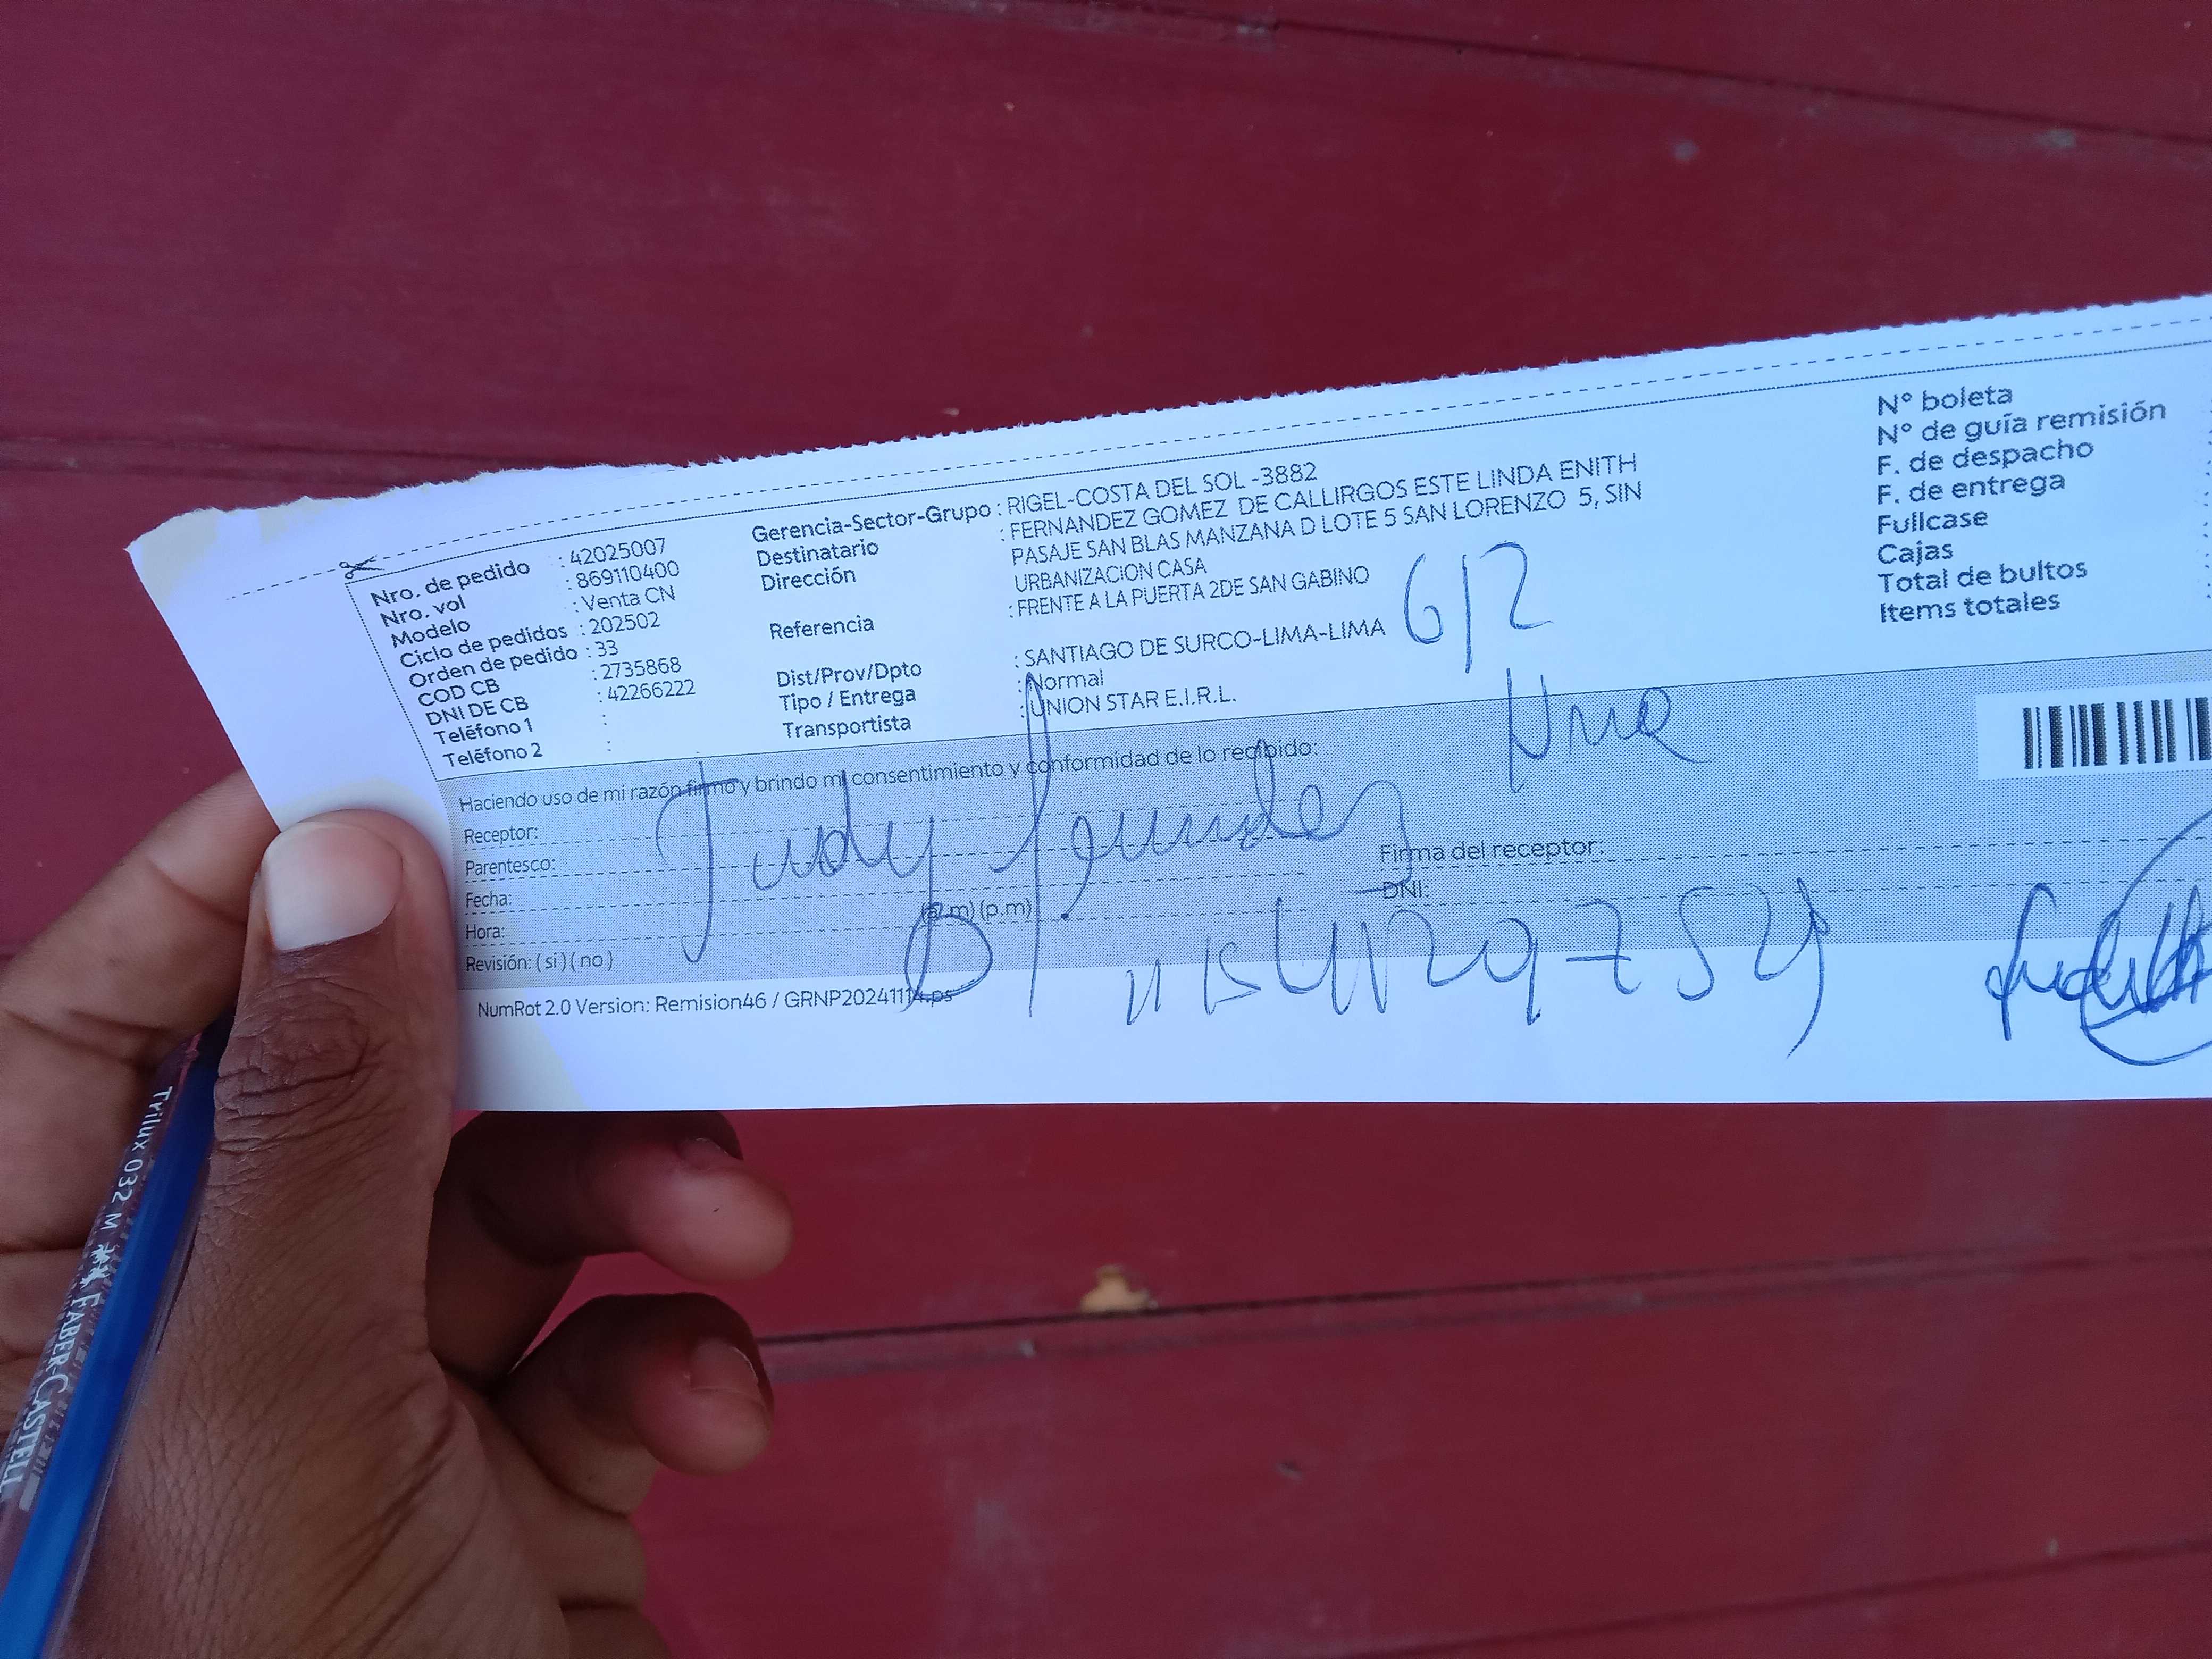 Nro. de pedido : 42025007
Nro. vol : 869110400
Modelo : Venta CN
Ciclo de pedidos : 202502
Orden de pedido : 33
COD CB : 2735868
DNI DE CB : 42266222
Teléfono 1 :
Teléfono 2 :
Gerencia-Sector-Grupo : RIGEL-COSTA DEL SOL -3882
Destinatario : FERNANDEZ GOMEZ DE CALLIRGOS ESTE LINDA ENITH
Dirección PASAJE SAN BLAS MANZANA D LOTE 5 SAN LORENZO 5, SIN
URBANIZACION CASA
Referencia : FRENTE A LA PUERTA 2DE SAN GABINO
Dist/Prov/Dpto : SANTIAGO DE SURCO-LIMA-LIMA
Tipo / Entrega : Normal
Transportista : UNION STAR E.I.R.L.
N° boleta
N° de guía remisión
F. de despacho
F. de entrega
Fullcase
Cajas
Total de bultos
Items totales
6/2
Haciendo uso de mi razón firmo y brindo mi consentimiento y conformidad de lo recibido:
Receptor:
Judy
Parentesco:
Fecha:
Hora: (a.m) (p.m)
Revisión: ( si ) ( no )
Firma del receptor:
DNI:
NumRot 2.0 Version: Remision46 / GRNP20241114.ps
Trilux 032 M FABER-CASTELL